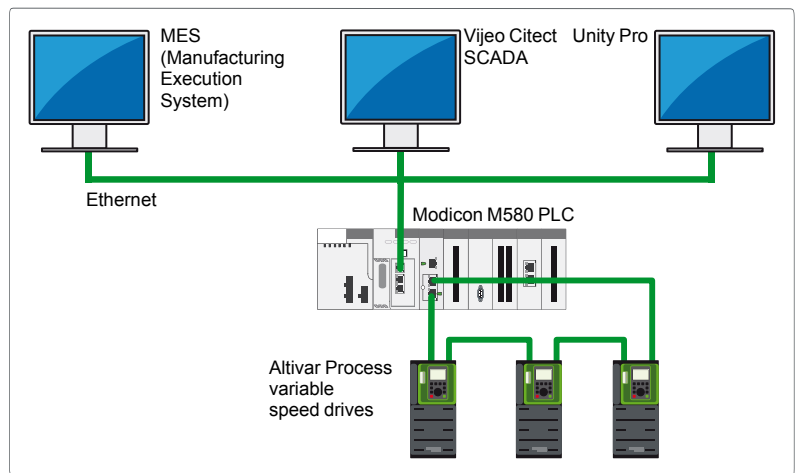 MES
(Manufacturing
Execution
System)
Vijeo Citect
SCADA
Unity Pro
Ethernet
Modicon M580 PLC
Altivar Process
variable
speed drives